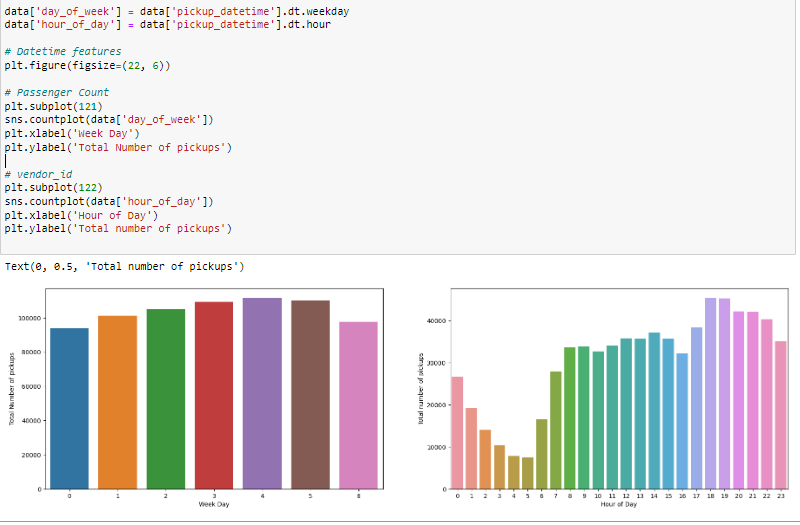 data['day_of_week'] = data['pickup_datetime'].dt.weekday
data['hour_of_day'] = data['pickup_datetime'].dt.hour
# Datetime features
plt.figure(figsize=(22, 6))
# Passenger Count
plt.subplot(121)
sns.countplot(data['day_of_week'])
plt.xlabel('Week Day')
plt.ylabel('Total Number of pickups')
# vendor_id
plt.subplot(122)
sns.countplot(data['hour_of_day'])
plt.xlabel('Hour of Day')
plt.ylabel('Total number of pickups')
Text(0, 0.5, 'Total number of pickups')
Total Number of pickups
100000
80000
60000
40000
20000
0
0 1 2 3 4 5 6
Week Day
Total number of pickups
40000
30000
20000
10000
0
0 1 2 3 4 5 6 7 8 9 10 11 12 13 14 15 16 17 18 19 20 21 22 23
Hour of Day